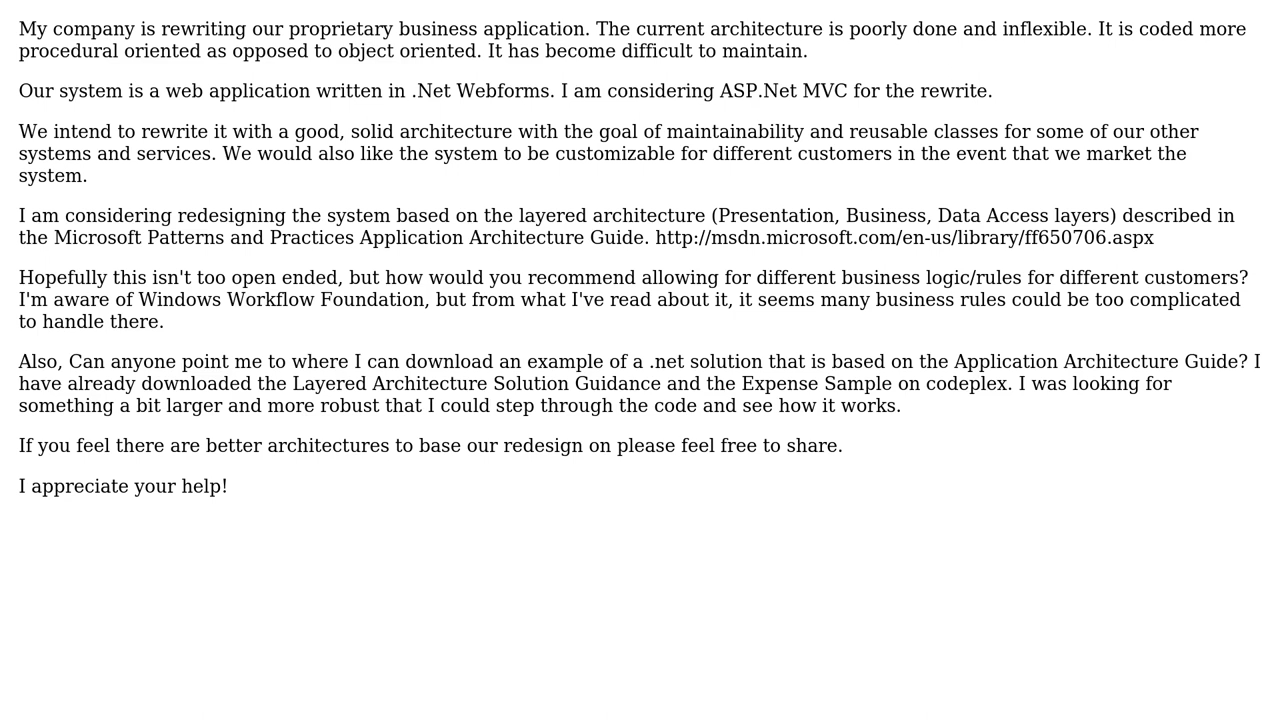 My company is rewriting our proprietary business application. The current architecture is poorly done and inflexible. It is coded more
procedural oriented as opposed to object oriented. It has become difficult to maintain.
Our system is a web application written in .Net Webforms. I am considering ASP.Net MVC for the rewrite.
We intend to rewrite it with a good, solid architecture with the goal of maintainability and reusable classes for some of our other
systems and services. We would also like the system to be customizable for different customers in the event that we market the
system.
I am considering redesigning the system based on the layered architecture (Presentation, Business, Data Access layers) described in
the Microsoft Patterns and Practices Application Architecture Guide. http://msdn.microsoft.com/en-us/library/ff650706.aspx
Hopefully this isn't too open ended, but how would you recommend allowing for different business logic/rules for different customers?
I'm aware of Windows Workflow Foundation, but from what I've read about it, it seems many business rules could be too complicated
to handle there.
Also, Can anyone point me to where I can download an example of a .net solution that is based on the Application Architecture Guide? I
have already downloaded the Layered Architecture Solution Guidance and the Expense Sample on codeplex. I was looking for
something a bit larger and more robust that I could step through the code and see how it works.
If you feel there are better architectures to base our redesign on please feel free to share.
I appreciate your help!